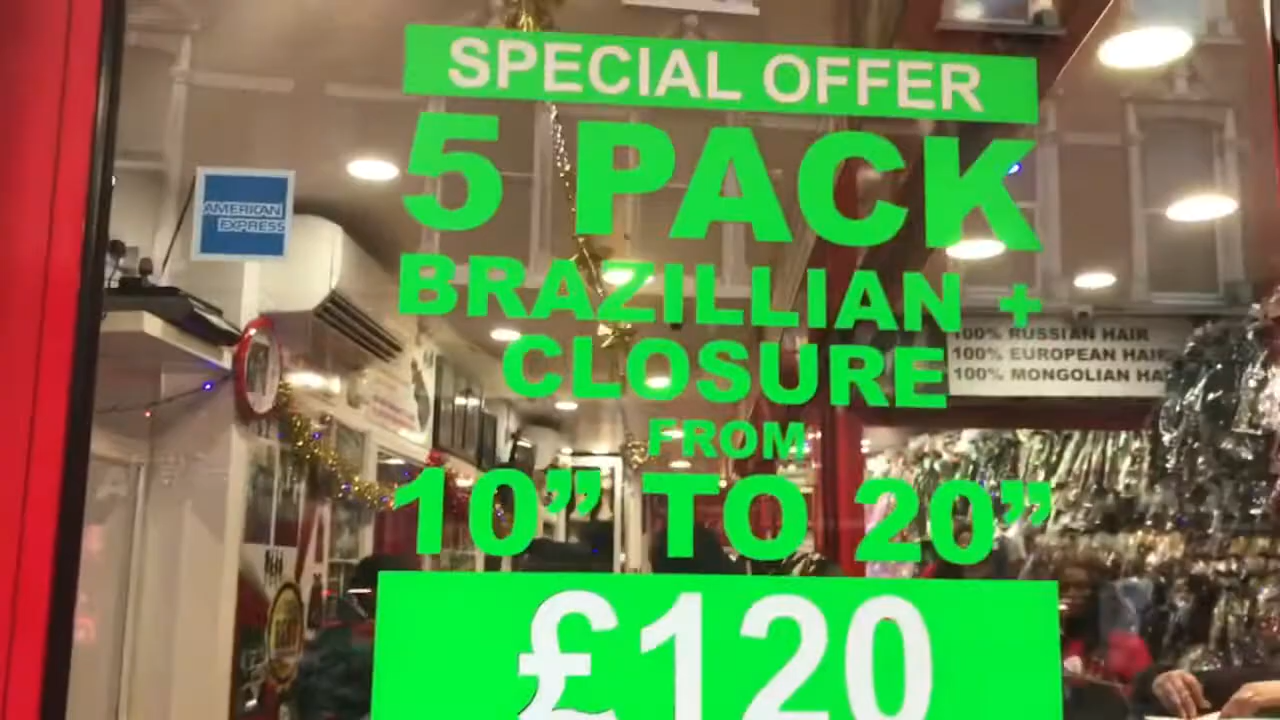 SPECIAL OFFER
5 PACK
BRAZILLIAN +
CLOSURE
FROM
10” TO 20”
£120
AMERICAN
EXPRESS
100% RUSSIAN HAIR
100% EUROPEAN HAIR
100% MONGOLIAN